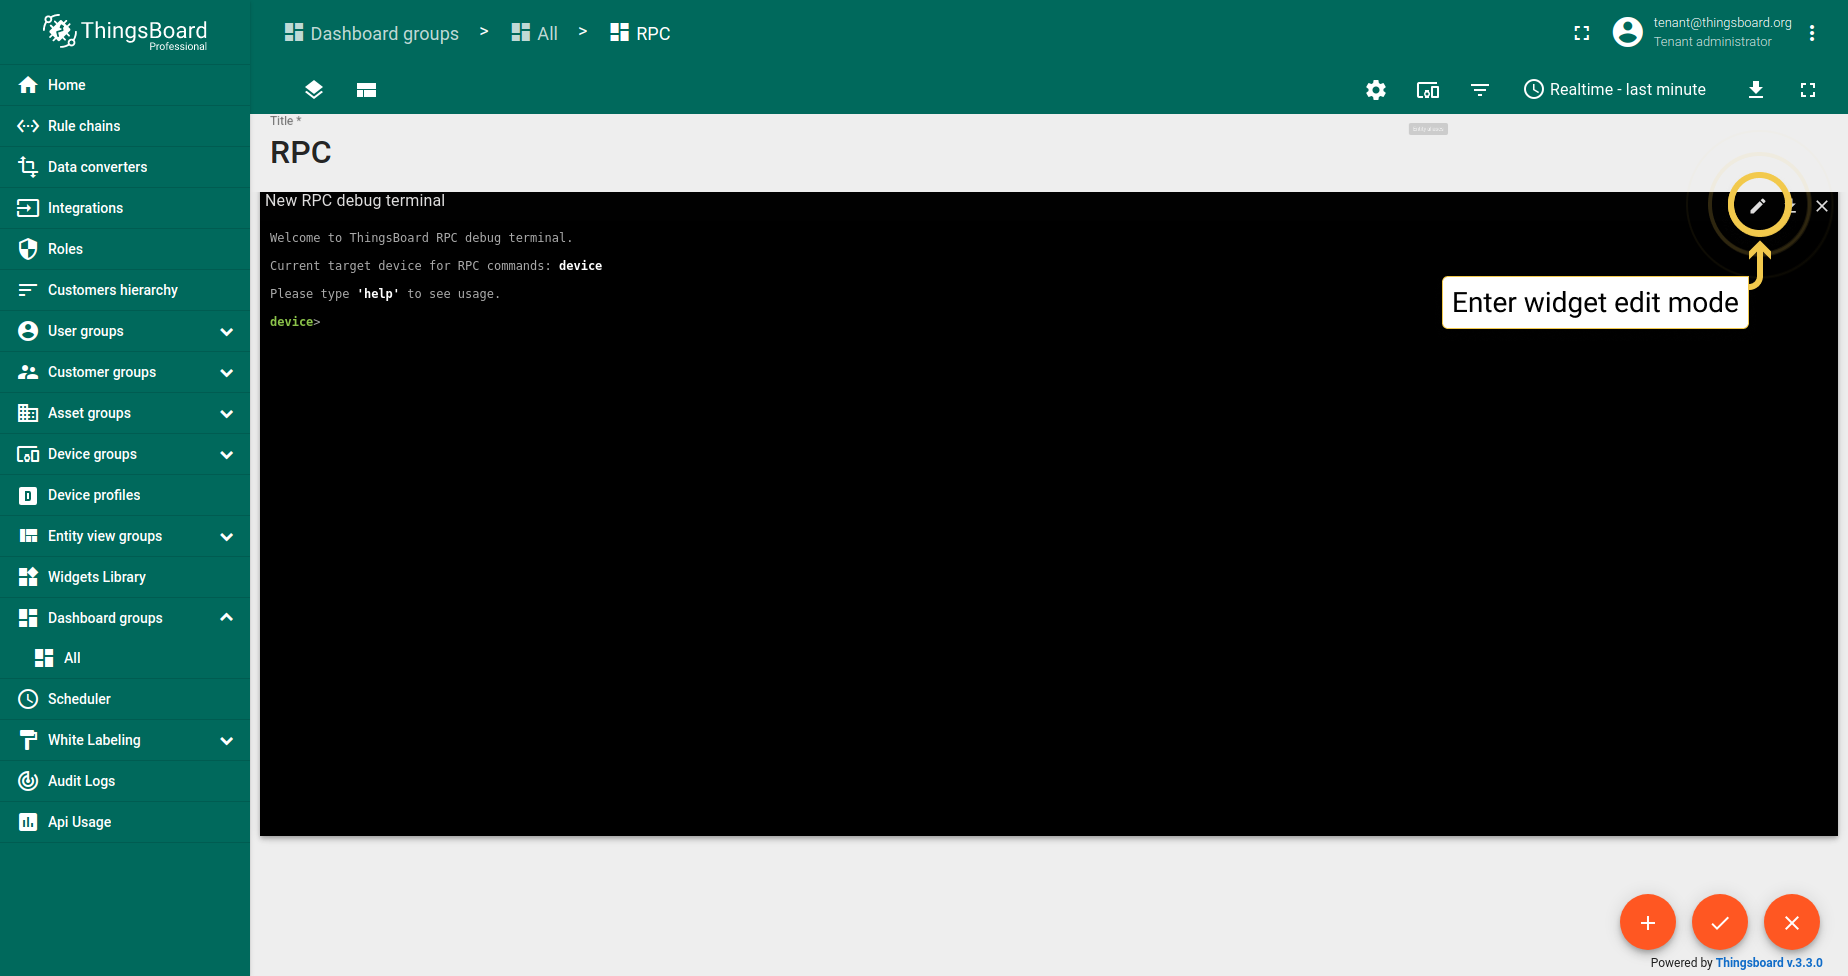 ThingsBoard
Professional
Dashboard groups > All > RPC
tenant@thingsboard.org
Tenant administrator
Realtime - last minute
Home
Rule chains
Data converters
Integrations
Roles
Customers hierarchy
User groups
Customer groups
Asset groups
Device groups
Device profiles
Entity view groups
Widgets Library
Dashboard groups
All
Scheduler
White Labeling
Audit Logs
Api Usage
Title *
RPC
New RPC debug terminal
Welcome to ThingsBoard RPC debug terminal.
Current target device for RPC commands: device
Please type 'help' to see usage.
device>
Enter widget edit mode
Powered by Thingsboard v.3.3.0